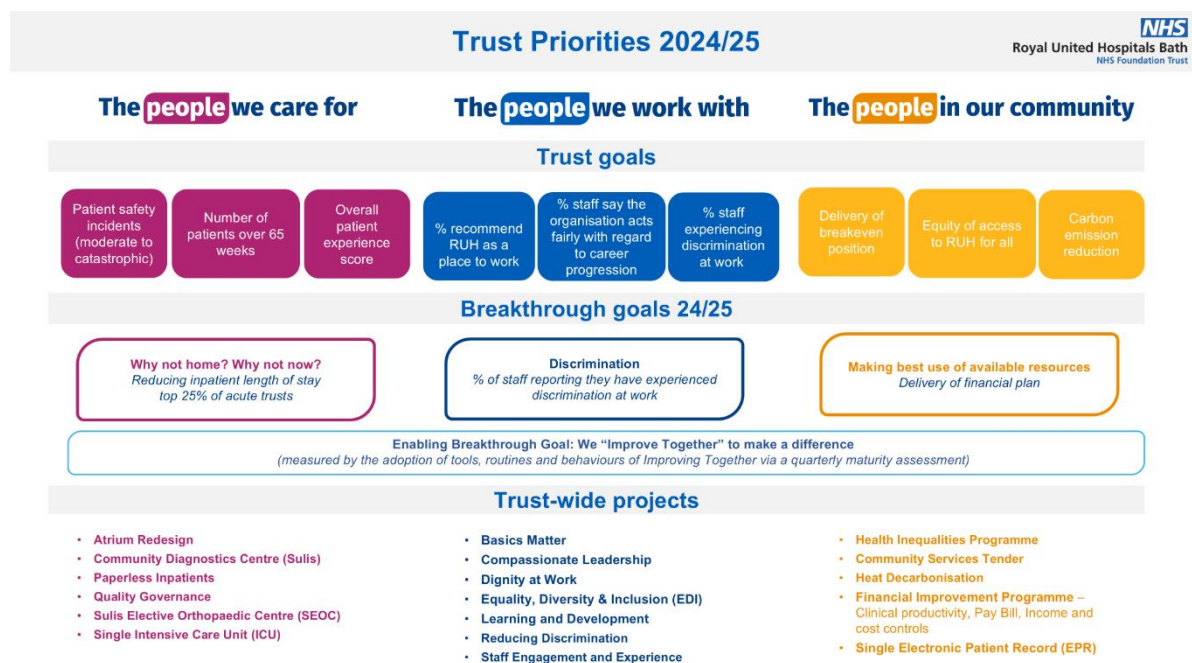 Trust Priorities 2024/25
NHS
Royal United Hospitals Bath
NHS Foundation Trust
The people we care for
The people we work with
The people in our community
Trust goals
Patient safety
incidents
(moderate to
catastrophic)
Number of
patients over 65
weeks
Overall
patient
experience
score
% recommend
RUH as a
place to work
% staff say the
organisation acts
fairly with regard
to career
progression
% staff
experiencing
discrimination
at work
Delivery of
breakeven
position
Equity of access
to RUH for all
Carbon
emission
reduction
Breakthrough goals 24/25
Why not home? Why not now?
Reducing inpatient length of stay
top 25% of acute trusts
Discrimination
% of staff reporting they have experienced
discrimination at work
Making best use of available resources
Delivery of financial plan
Enabling Breakthrough Goal: We “Improve Together” to make a difference
(measured by the adoption of tools, routines and behaviours of Improving Together via a quarterly maturity assessment)
Trust-wide projects
• Atrium Redesign
• Community Diagnostics Centre (Sulis)
• Paperless Inpatients
• Quality Governance
• Sulis Elective Orthopaedic Centre (SEOC)
• Single Intensive Care Unit (ICU)
• Basics Matter
• Compassionate Leadership
• Dignity at Work
• Equality, Diversity & Inclusion (EDI)
• Learning and Development
• Reducing Discrimination
• Staff Engagement and Experience
• Health Inequalities Programme
• Community Services Tender
• Heat Decarbonisation
• Financial Improvement Programme –
Clinical productivity, Pay Bill, Income and
cost controls
• Single Electronic Patient Record (EPR)